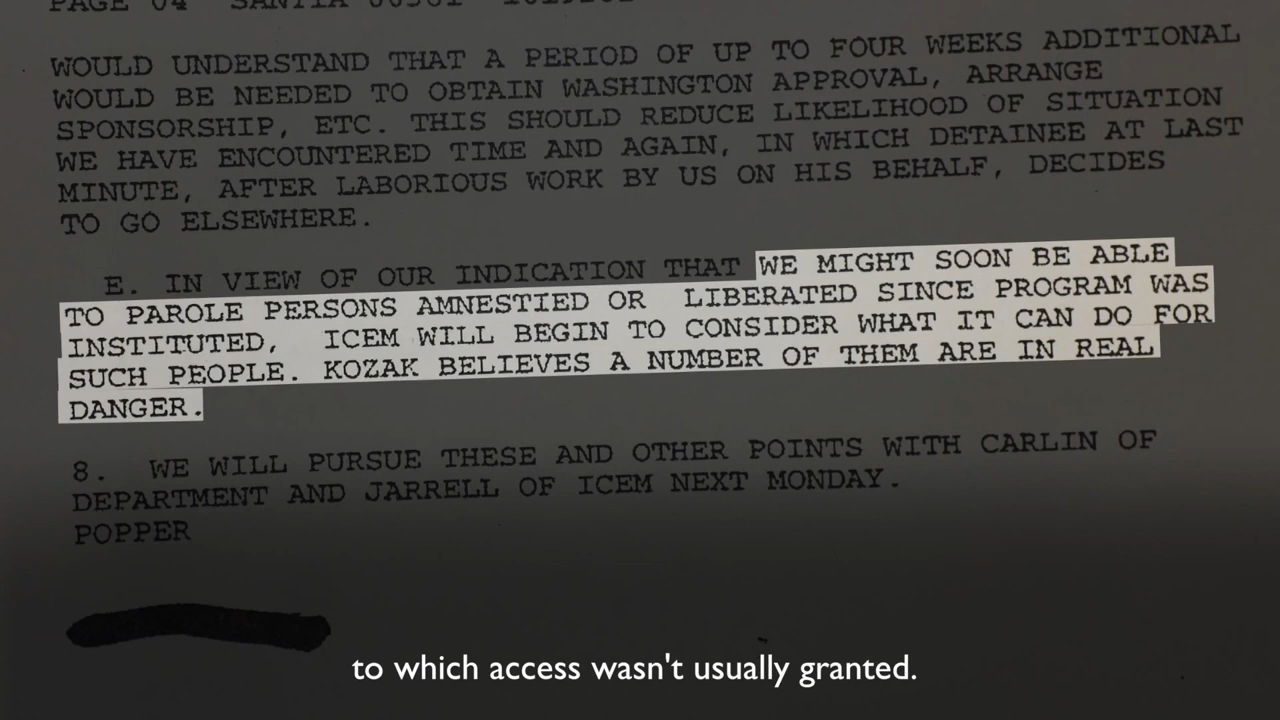 PAGE 04 SANTIA
WOULD UNDERSTAND THAT A PERIOD OF UP TO FOUR WEEKS ADDITIONAL
WOULD BE NEEDED TO OBTAIN WASHINGTON APPROVAL, ARRANGE
SPONSORSHIP, ETC. THIS SHOULD REDUCE LIKELIHOOD OF SITUATION
WE HAVE ENCOUNTERED TIME AND AGAIN, IN WHICH DETAINEE AT LAST
MINUTE, AFTER LABORIOUS WORK BY US ON HIS BEHALF, DECIDES
TO GO ELSEWHERE.
E. IN VIEW OF OUR INDICATION THAT WE MIGHT SOON BE ABLE
TO PAROLE PERSONS AMNESTIED OR LIBERATED SINCE PROGRAM WAS
INSTITUTED, ICEM WILL BEGIN TO CONSIDER WHAT IT CAN DO FOR
SUCH PEOPLE. KOZAK BELIEVES A NUMBER OF THEM ARE IN REAL
DANGER.
8. WE WILL PURSUE THESE AND OTHER POINTS WITH CARLIN OF
DEPARTMENT AND JARRELL OF ICEM NEXT MONDAY.
POPPER
to which access wasn't usually granted.